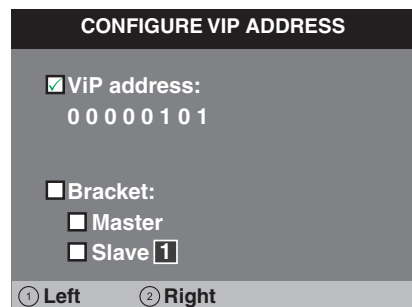 CONFIGURE VIP ADDRESS
ViP address:
0 0 0 0 0 1 0 1
Bracket:
Master
Slave 1
1 Left 2 Right